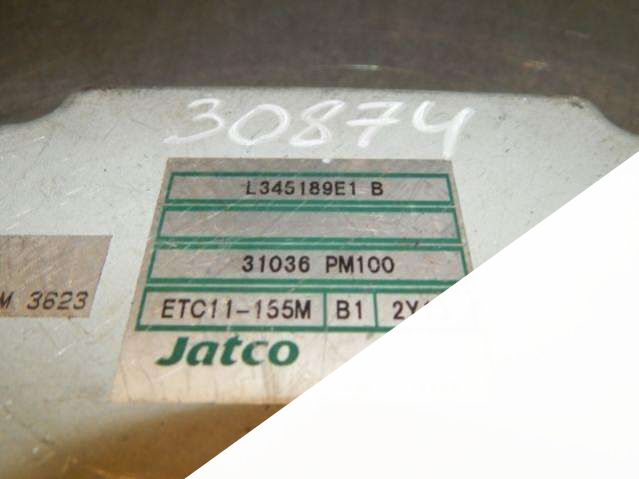 30874
L345189E1 B
31036 PM100
M 3623
ETC11-155M B1
Jatco